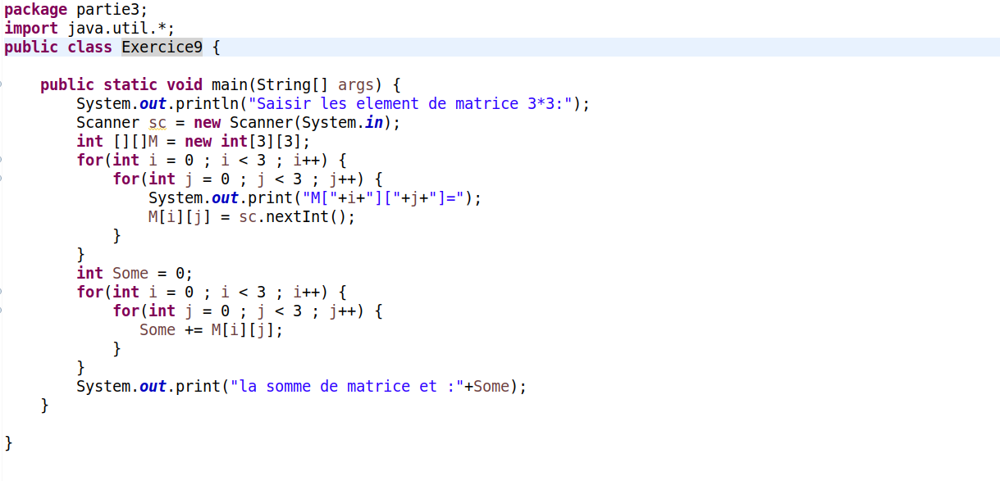 package partie3;
import java.util.*;
public class Exercice9 {
public static void main(String[] args) {
System.out.println("Saisir les element de matrice 3*3:");
Scanner sc = new Scanner(System.in);
int [][]M = new int[3][3];
for(int i = 0 ; i < 3 ; i++) {
for(int j = 0 ; j < 3 ; j++) {
System.out.print("M["+i+"]["+j+"]=");
M[i][j] = sc.nextInt();
}
}
int Some = 0;
for(int i = 0 ; i < 3 ; i++) {
for(int j = 0 ; j < 3 ; j++) {
Some += M[i][j];
}
}
System.out.print("la somme de matrice et :"+Some);
}
}